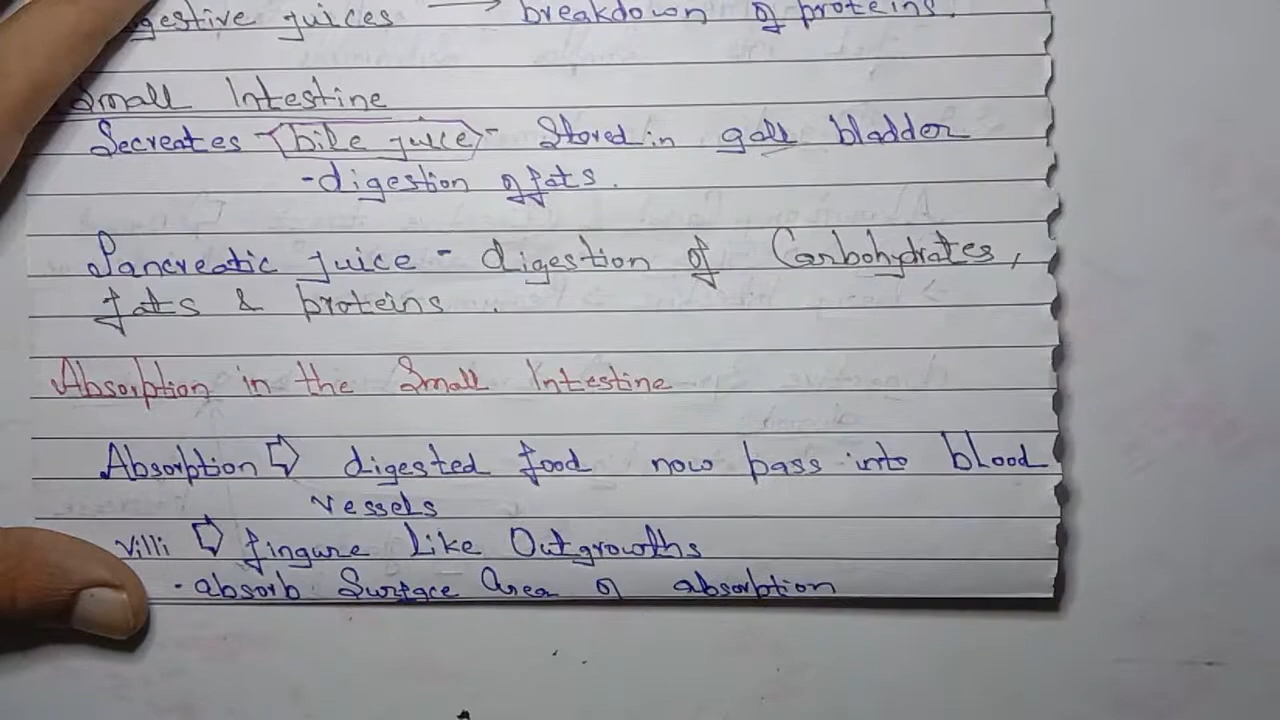 gestive juices → breakdown of proteins.
Small Intestine
Secreates - bile juice - Stored in gall bladder
- digestion of fats.
Pancreatic juice - digestion of Carbohydrates,
fats & proteins.
Absorption in the Small Intestine
Absorption ⇨ digested food now pass into blood
vessels
Villi ⇨ fingure like Outgrowths
· absorb Surface Area of absorption